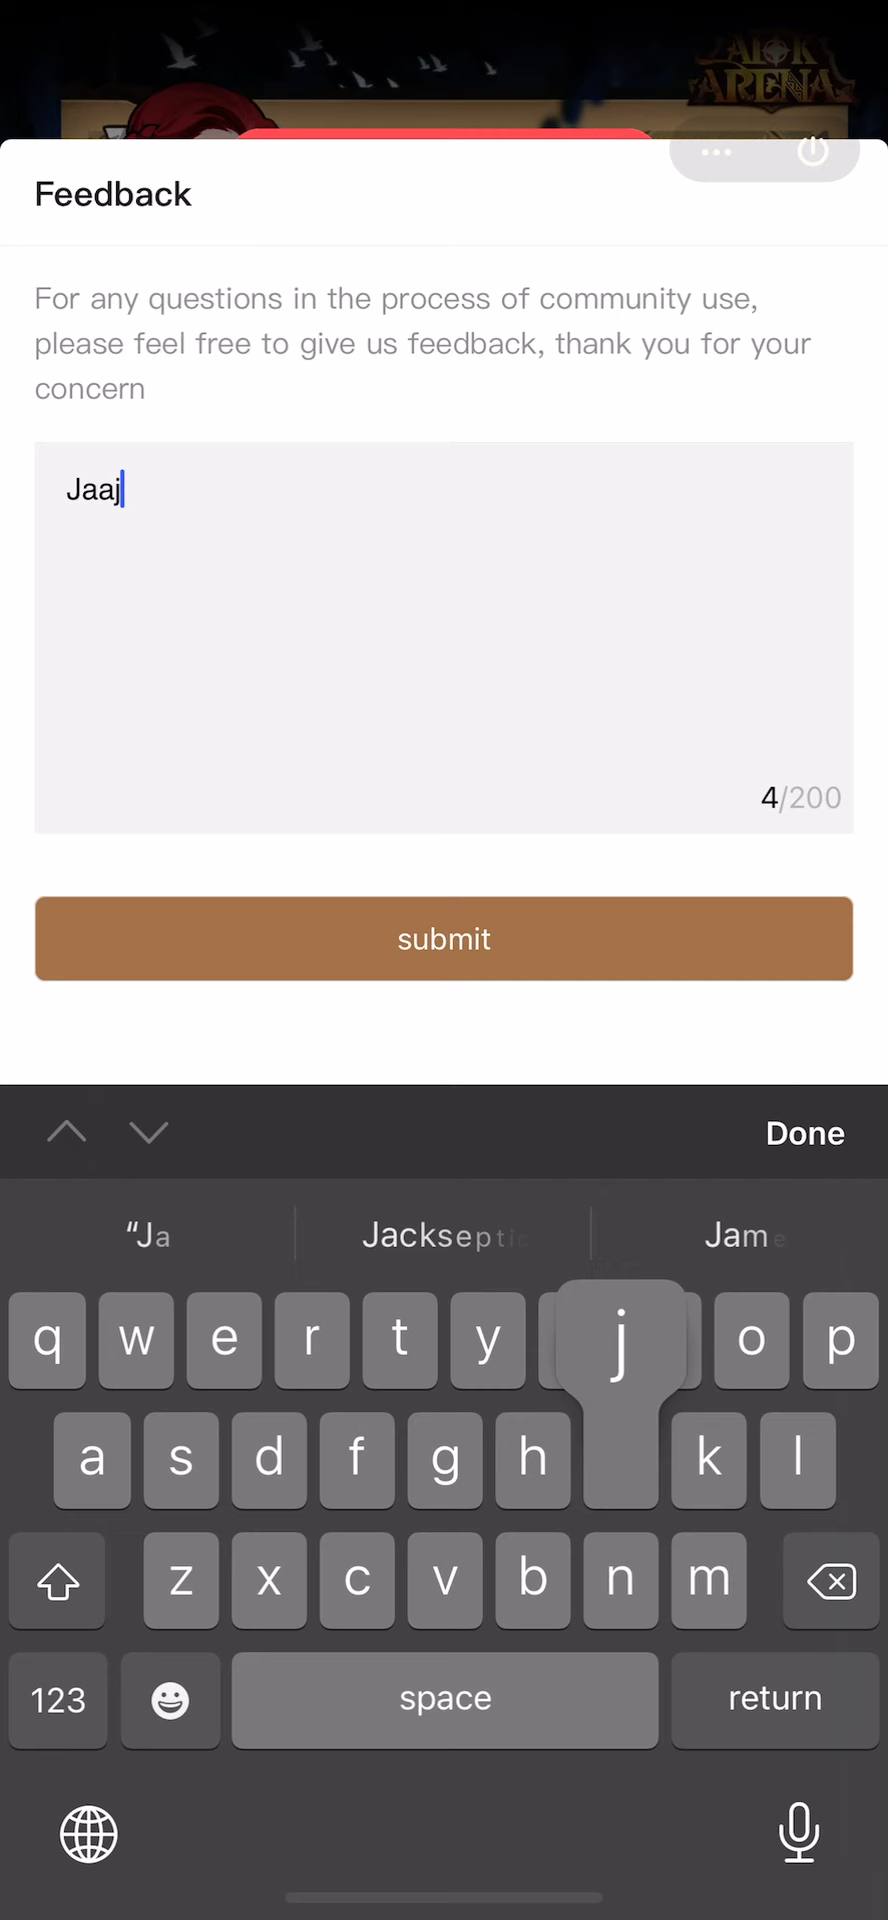 AFK
ARENA
Feedback
For any questions in the process of community use,
please feel free to give us feedback, thank you for your
concern
Jaaj
4/200
submit
Done
“Ja Jackseptic Jame
q w e r t y j o p
a s d f g h k l
z x c v b n m
123 space return